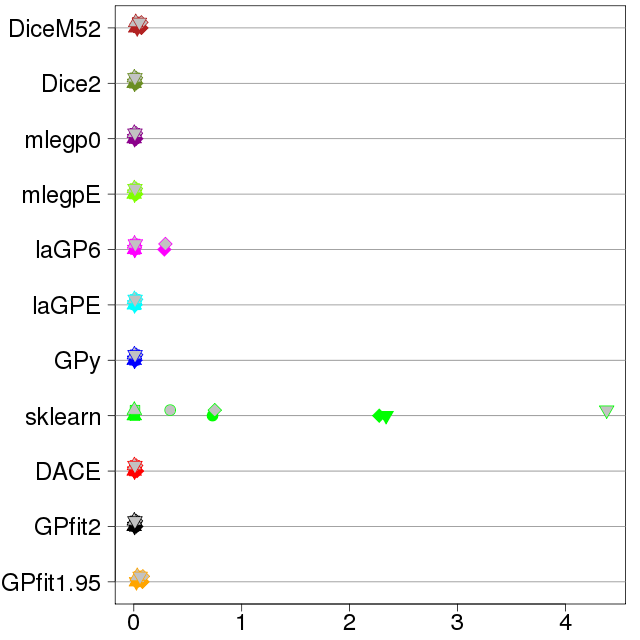 DiceM52
Dice2
mlegp0
mlegpE
laGP6
laGPE
GPy
sklearn
DACE
GPfit2
GPfit1.95
0 1 2 3 4